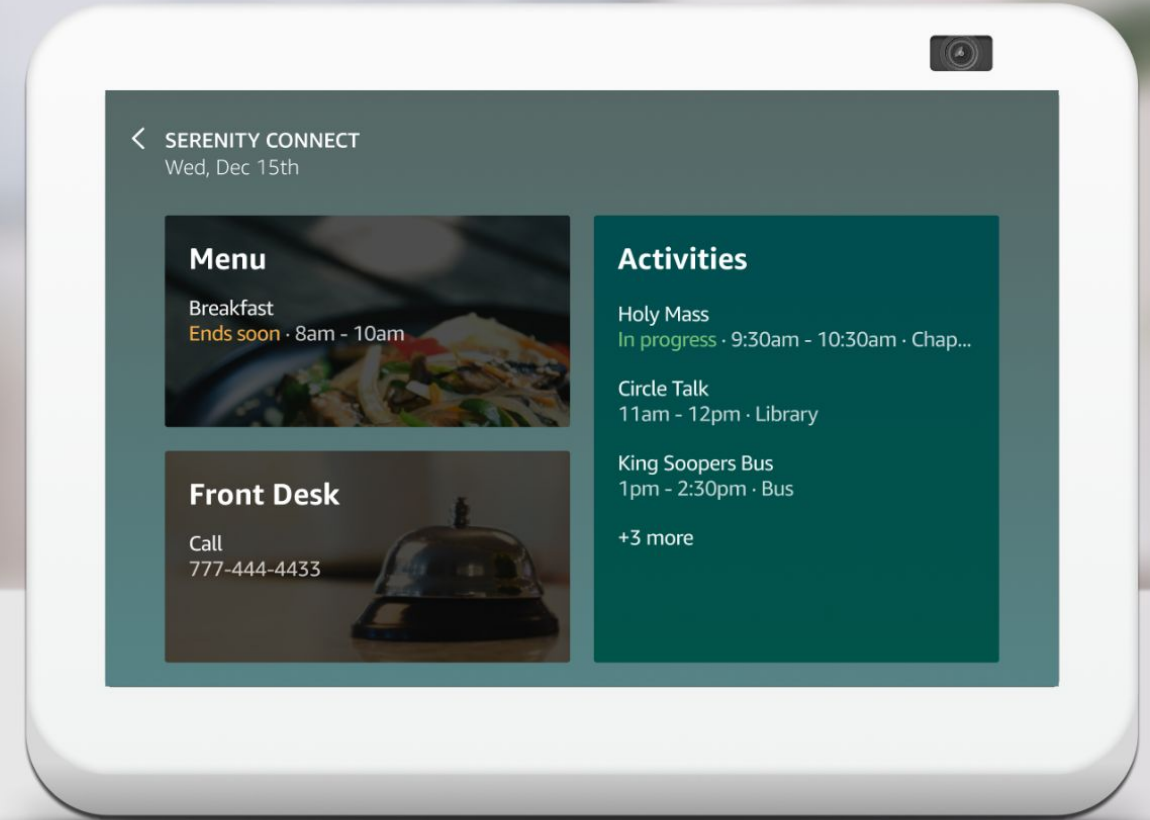 SERENITY CONNECT
Wed, Dec 15th
Menu
Breakfast
Ends soon · 8am - 10am
Front Desk
Call
777-444-4433
Activities
Holy Mass
In progress · 9:30am - 10:30am · Chap...
Circle Talk
11am - 12pm · Library
King Soopers Bus
1pm - 2:30pm · Bus
+3 more